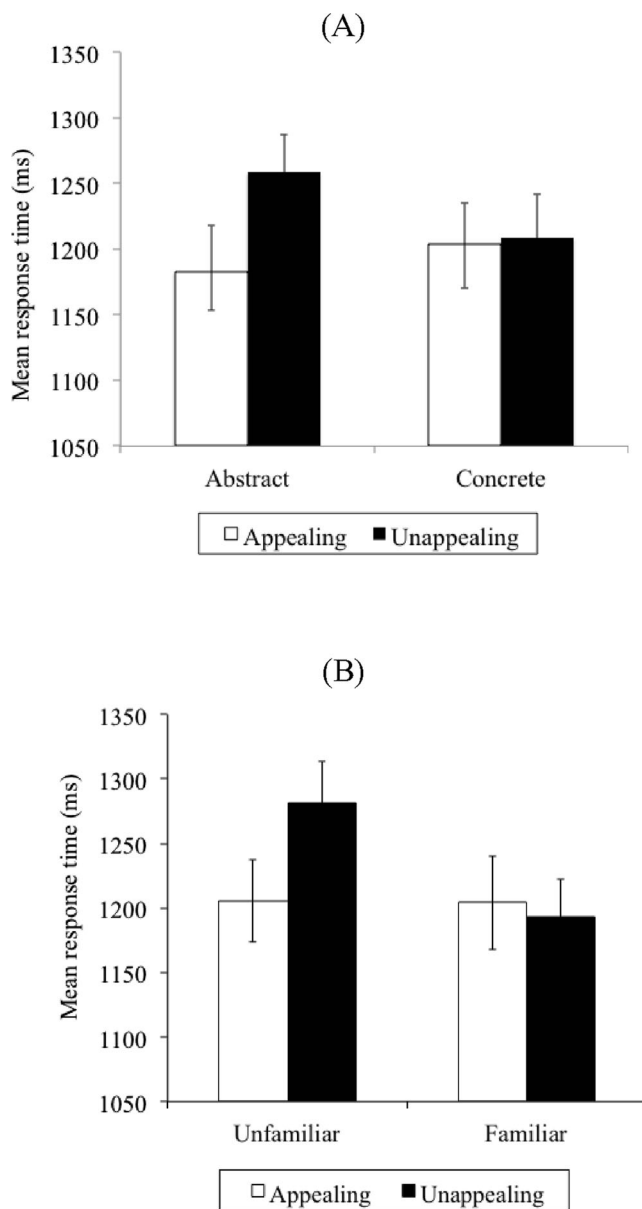 (A)
1350
1300
1250
1200
1150
1100
1050
Mean response time (ms)
Abstract Concrete
Appealing Unappealing
(B)
1350
1300
1250
1200
1150
1100
1050
Mean response time (ms)
Unfamiliar Familiar
Appealing Unappealing